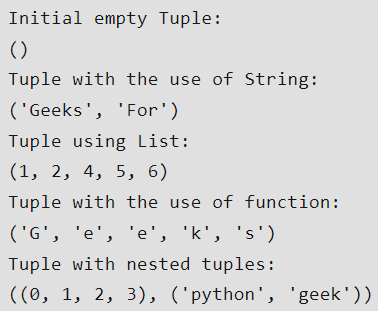 Initial empty Tuple:
()
Tuple with the use of String:
('Geeks', 'For')
Tuple using List:
(1, 2, 4, 5, 6)
Tuple with the use of function:
('G', 'e', 'e', 'k', 's')
Tuple with nested tuples:
((0, 1, 2, 3), ('python', 'geek'))